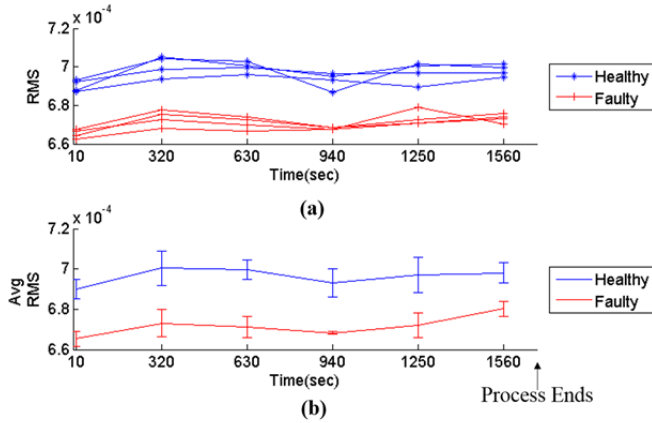 x 10⁻⁴
7.2
7
6.8
6.6
RMS
10 320 630 940 1250 1560
Time(sec)
Healthy
Faulty
(a)
x 10⁻⁴
7.2
7
6.8
6.6
Avg
RMS
10 320 630 940 1250 1560
Time(sec)
Healthy
Faulty
Process Ends
(b)